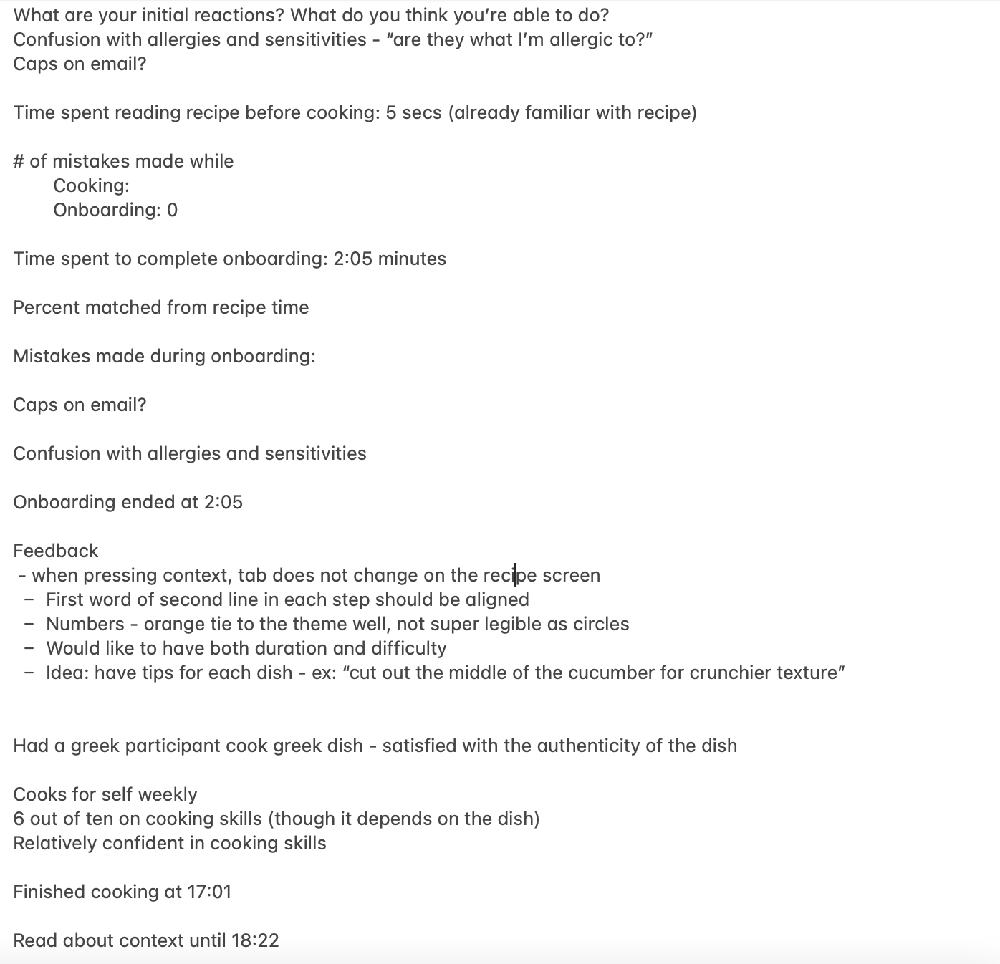 What are your initial reactions? What do you think you’re able to do?
Confusion with allergies and sensitivities - “are they what I’m allergic to?”
Caps on email?
Time spent reading recipe before cooking: 5 secs (already familiar with recipe)
# of mistakes made while
Cooking:
Onboarding: 0
Time spent to complete onboarding: 2:05 minutes
Percent matched from recipe time
Mistakes made during onboarding:
Caps on email?
Confusion with allergies and sensitivities
Onboarding ended at 2:05
Feedback
- when pressing context, tab does not change on the recipe screen
– First word of second line in each step should be aligned
– Numbers - orange tie to the theme well, not super legible as circles
– Would like to have both duration and difficulty
– Idea: have tips for each dish - ex: “cut out the middle of the cucumber for crunchier texture”
Had a greek participant cook greek dish - satisfied with the authenticity of the dish
Cooks for self weekly
6 out of ten on cooking skills (though it depends on the dish)
Relatively confident in cooking skills
Finished cooking at 17:01
Read about context until 18:22